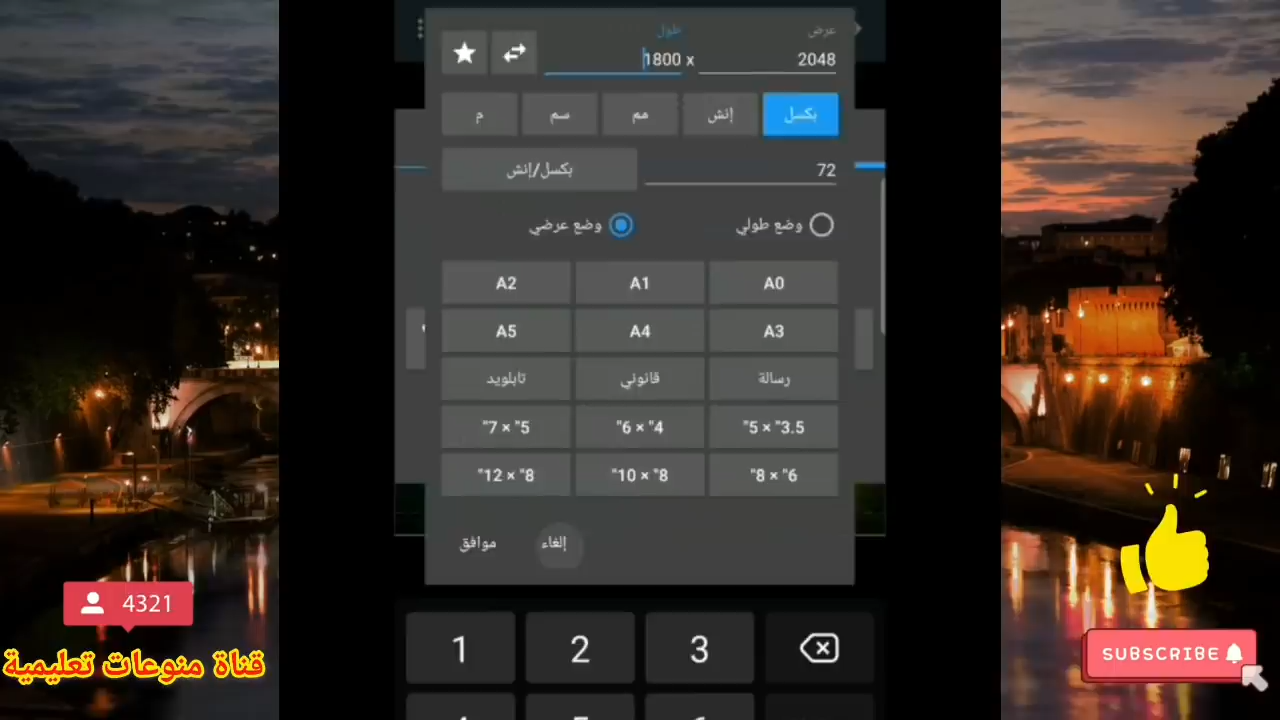 عرض
طول
2048
1800 x
بكسل
إنش
مم
سم
م
72
بكسل/إنش
وضع طولي
وضع عرضي
A0
A1
A2
A3
A4
A5
رسالة
قانوني
تابلويد
"5 × "3.5
"6 × "4
"7 × "5
"8 × "6
"10 × "8
"12 × "8
إلغاء
موافق
1
2
3
4321
قناة منوعات تعليمية
SUBSCRIBE